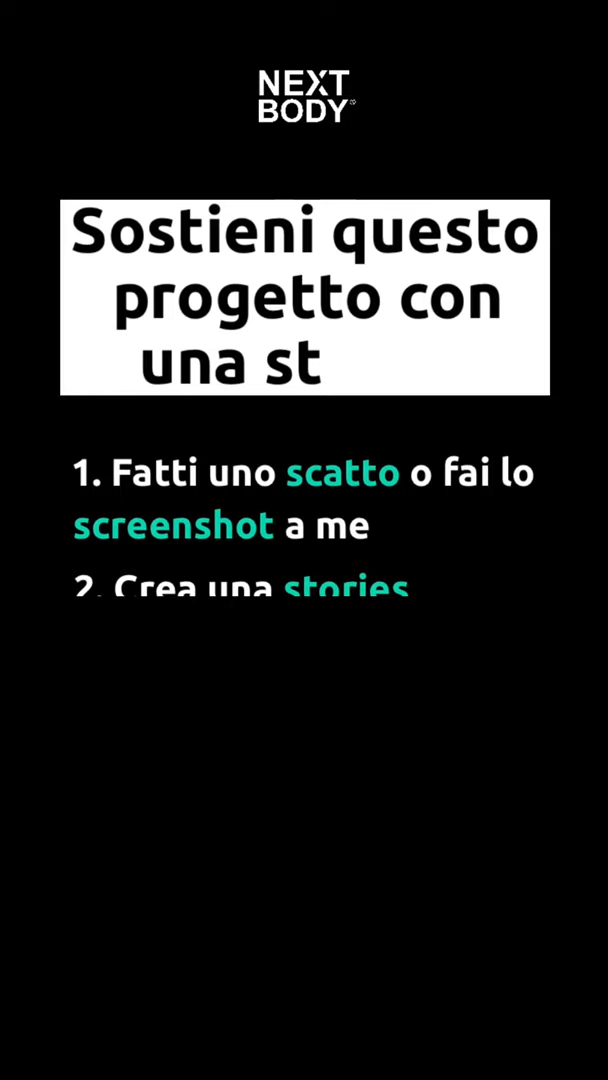 NEXT
BODY
Sostieni questo
progetto con
una st
1. Fatti uno scatto o fai lo
screenshot a me
2. Crea una stories